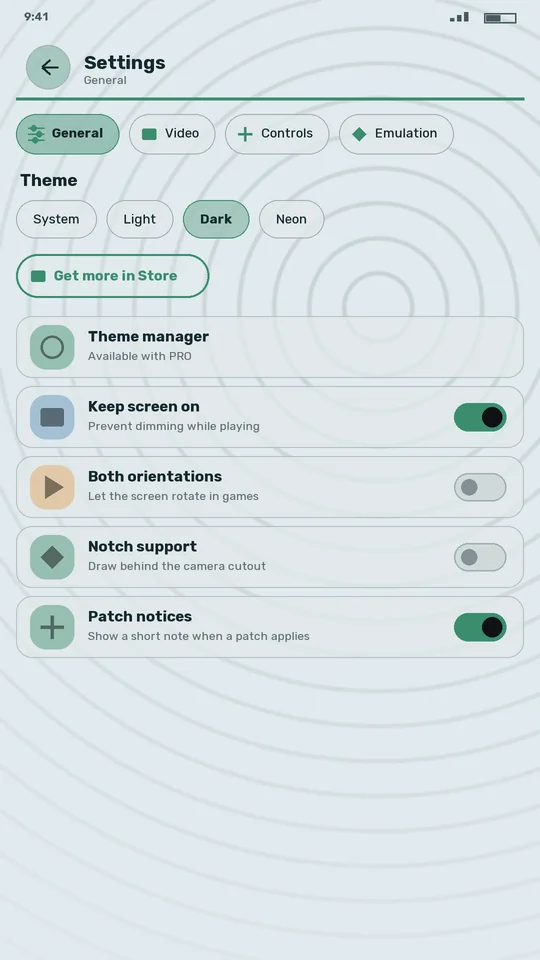 9:41
Settings
General
General
Video
Controls
Emulation
Theme
System
Light
Dark
Neon
Get more in Store
Theme manager
Available with PRO
Keep screen on
Prevent dimming while playing
Both orientations
Let the screen rotate in games
Notch support
Draw behind the camera cutout
Patch notices
Show a short note when a patch applies